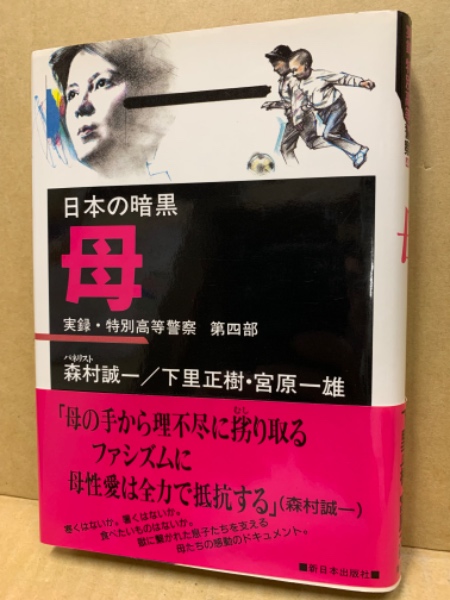 日本の暗黒
母
実録・特別高等警察 第四部
パネリスト
森村誠一／下里正樹・宮原一雄
「母の手から理不尽に捞り取る
むし
ファシズムに
母性愛は全力で抵抗する」(森村誠一)
寒くはないか。暑くはないか。
食べたいものはないか。
獄に繋がれた息子たちを支える
母たちの感動のドキュメント。
■新日本出版社■
母